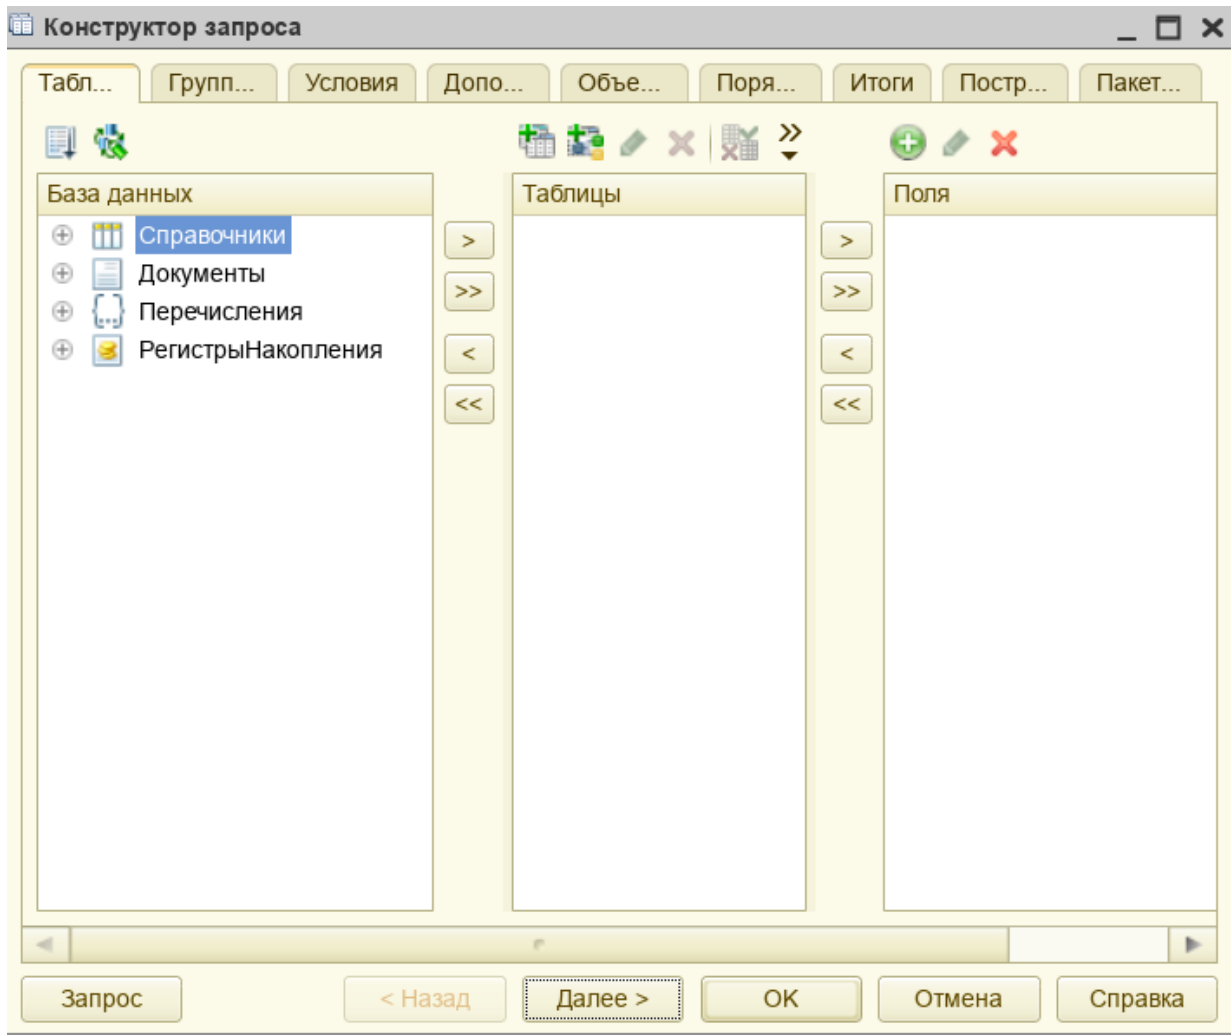 Конструктор запроса
Табл... Групп... Условия Допо... Объе... Поря... Итоги Постр... Пакет...
База данных Таблицы Поля
Справочники
Документы
Перечисления
РегистрыНакопления
> >
>> >>
< <
<< <<
Запрос < Назад Далее > OK Отмена Справка